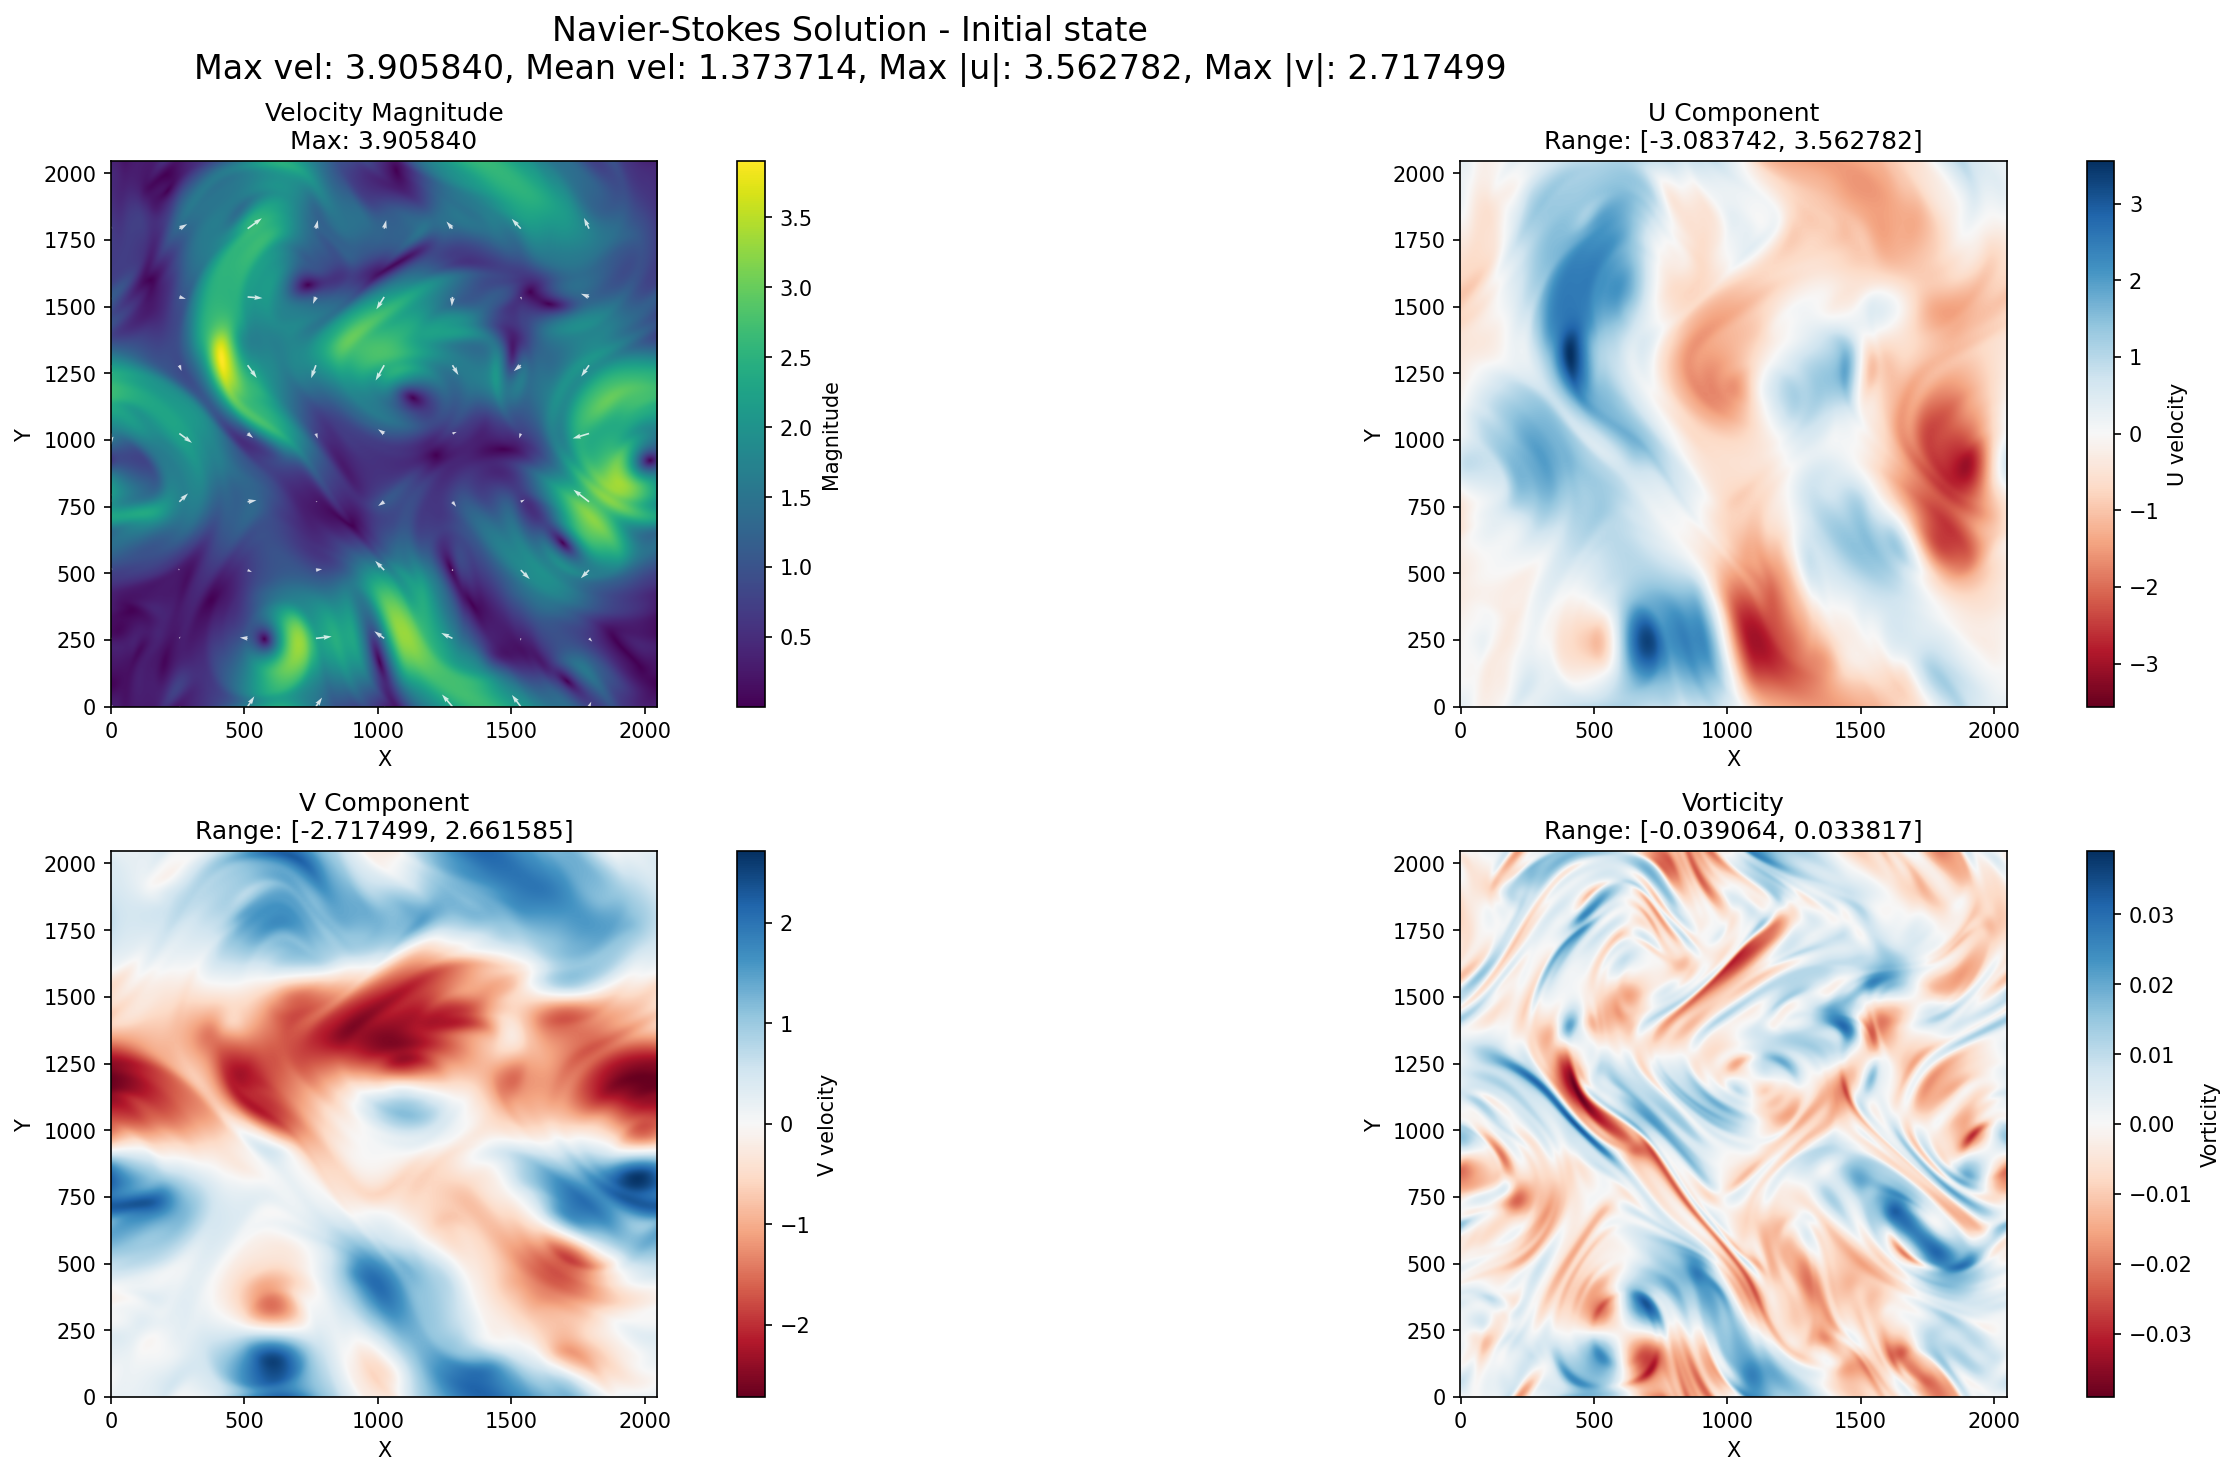 Navier-Stokes Solution - Initial state
Max vel: 3.905840, Mean vel: 1.373714, Max |u|: 3.562782, Max |v|: 2.717499
Velocity Magnitude
Max: 3.905840
2000
1750
1500
1250
1000
750
500
250
0
Y
0 500 1000 1500 2000
X
3.5
3.0
2.5
2.0
1.5
1.0
0.5
Magnitude
U Component
Range: [-3.083742, 3.562782]
2000
1750
1500
1250
1000
750
500
250
0
Y
0 500 1000 1500 2000
X
3
2
1
0
−1
−2
−3
U velocity
V Component
Range: [-2.717499, 2.661585]
2000
1750
1500
1250
1000
750
500
250
0
Y
0 500 1000 1500 2000
X
2
1
0
−1
−2
V velocity
Vorticity
Range: [-0.039064, 0.033817]
2000
1750
1500
1250
1000
750
500
250
0
Y
0 500 1000 1500 2000
X
0.03
0.02
0.01
0.00
−0.01
−0.02
−0.03
Vorticity